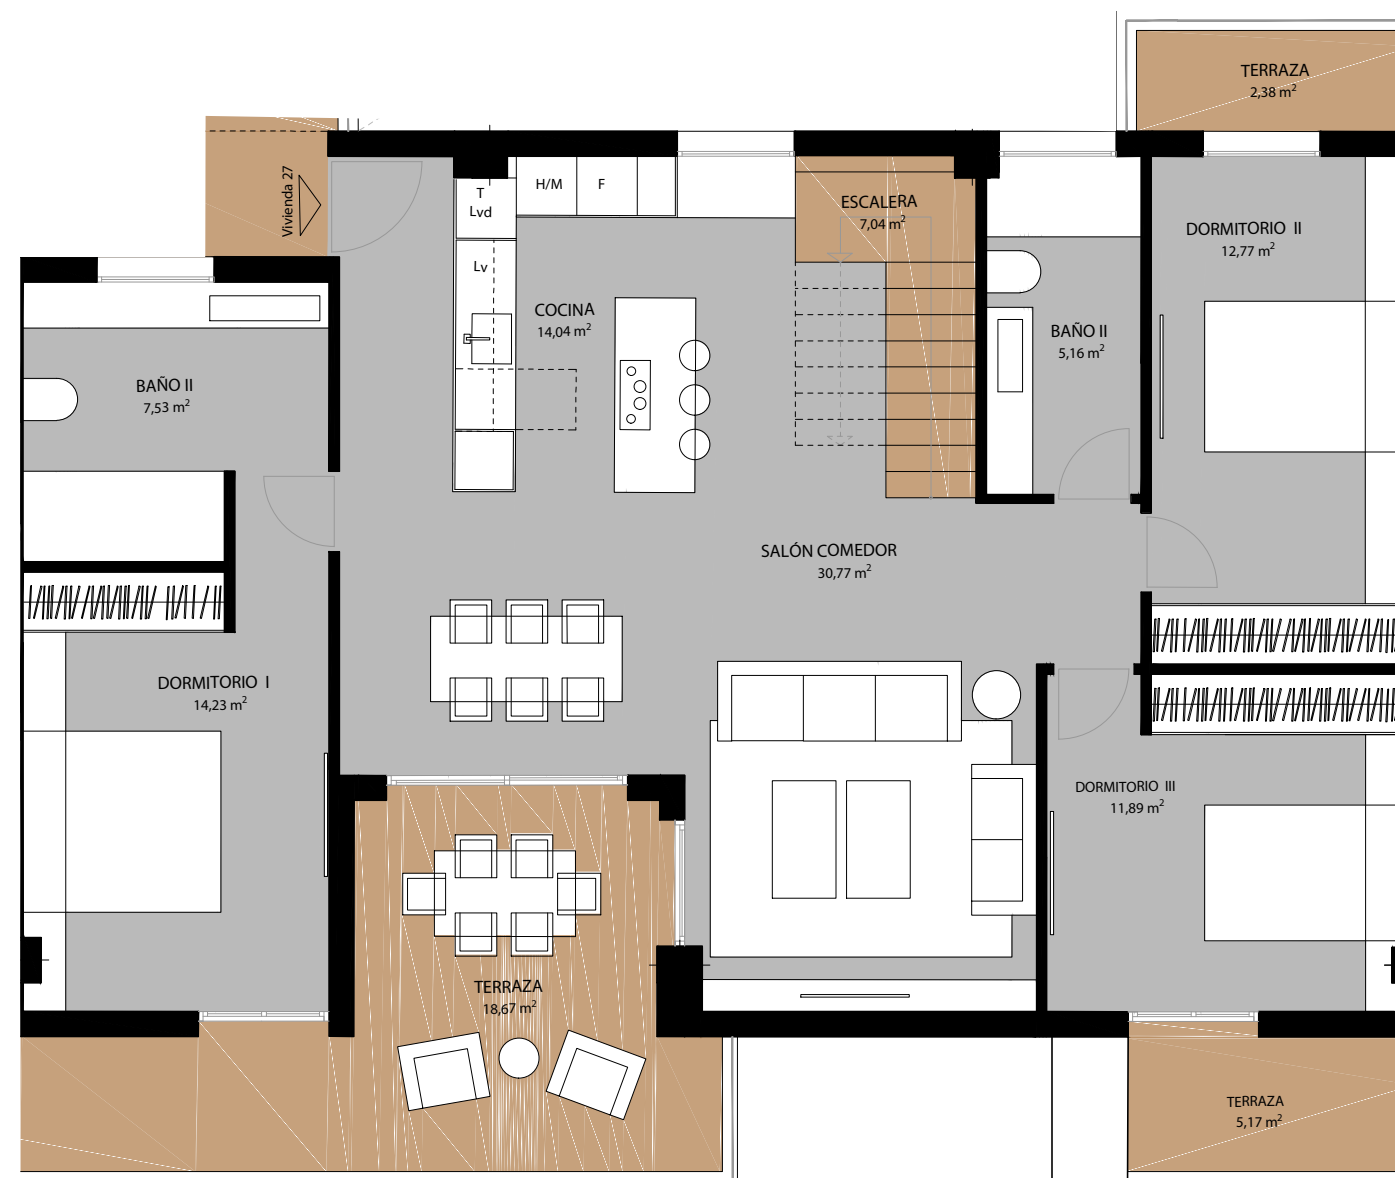 TERRAZA
2,38 m²
Vivienda 27
T
Lvd
H/M
F
ESCALERA
7,04 m²
DORMITORIO II
12,77 m²
Lv
COCINA
14,04 m²
BAÑO II
5,16 m²
BAÑO II
7,53 m²
SALÓN COMEDOR
30,77 m²
DORMITORIO I
14,23 m²
DORMITORIO III
11,89 m²
TERRAZA
18,67 m²
TERRAZA
5,17 m²